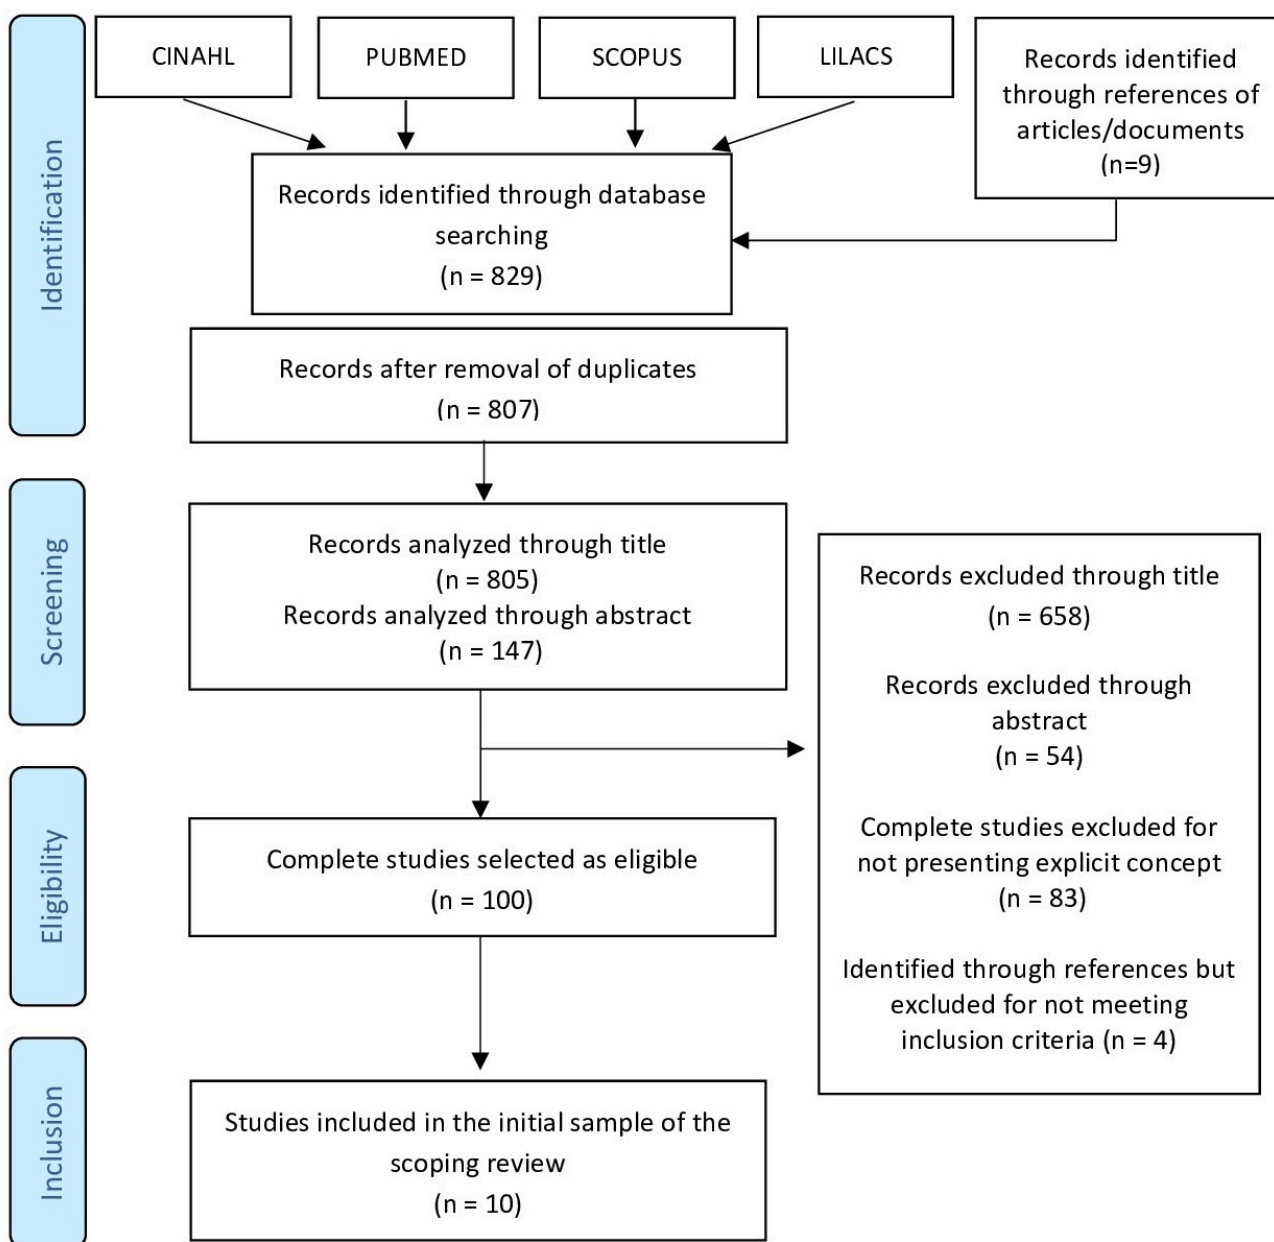 Identification
CINAHL
PUBMED
SCOPUS
LILACS
Records identified
through references of
articles/documents
(n=9)
Records identified through database
searching
(n = 829)
Records after removal of duplicates
(n = 807)
Screening
Records analyzed through title
(n = 805)
Records analyzed through abstract
(n = 147)
Records excluded through title
(n = 658)
Records excluded through
abstract
(n = 54)
Complete studies excluded for
not presenting explicit concept
(n = 83)
Identified through references but
excluded for not meeting
inclusion criteria (n = 4)
Eligibility
Complete studies selected as eligible
(n = 100)
Inclusion
Studies included in the initial sample of the
scoping review
(n = 10)